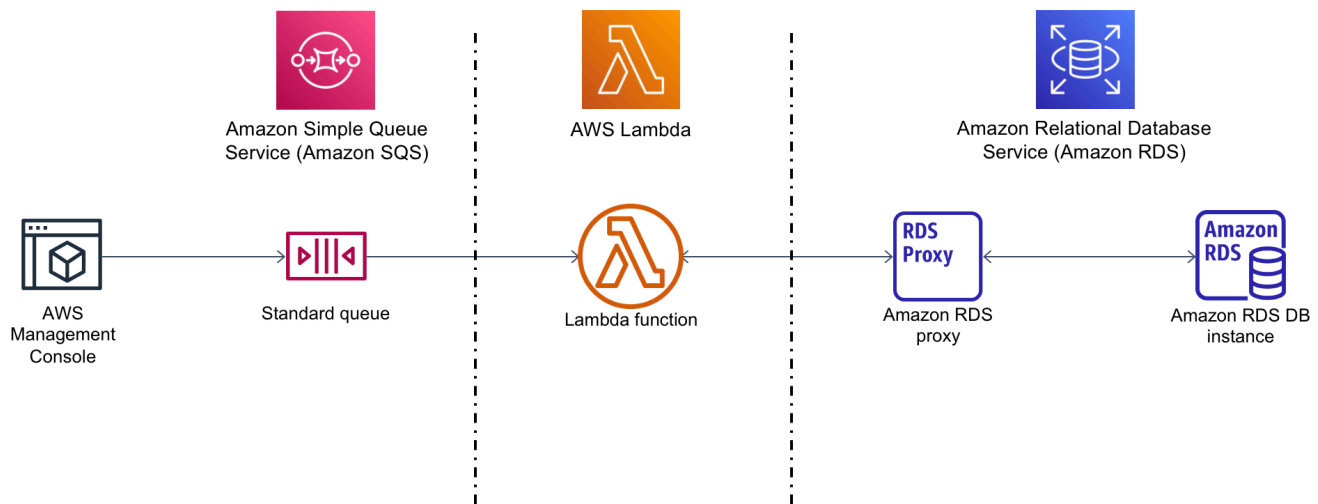 Amazon Simple Queue
Service (Amazon SQS)
AWS Lambda
Amazon Relational Database
Service (Amazon RDS)
RDS
Proxy
Amazon
RDS
AWS
Management
Console
Standard queue
Lambda function
Amazon RDS
proxy
Amazon RDS DB
instance